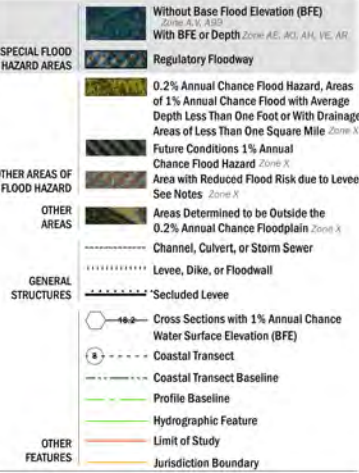 Without Base Flood Elevation (BFE)
Zone A, V, A99
With BFE or Depth Zone AE, AO, AH, VE, AR
SPECIAL FLOOD
HAZARD AREAS
Regulatory Floodway
0.2% Annual Chance Flood Hazard, Areas
of 1% Annual Chance Flood with Average
Depth Less Than One Foot or With Drainage
Areas of Less Than One Square Mile Zone X
Future Conditions 1% Annual
Chance Flood Hazard Zone X
OTHER AREAS OF
FLOOD HAZARD
Area with Reduced Flood Risk due to Levee
See Notes Zone X
OTHER
AREAS
Areas Determined to be Outside the
0.2% Annual Chance Floodplain Zone X
Channel, Culvert, or Storm Sewer
Levee, Dike, or Floodwall
GENERAL
STRUCTURES
Secluded Levee
18.2 Cross Sections with 1% Annual Chance
Water Surface Elevation (BFE)
8 Coastal Transect
Coastal Transect Baseline
Profile Baseline
Hydrographic Feature
OTHER
FEATURES
Limit of Study
Jurisdiction Boundary